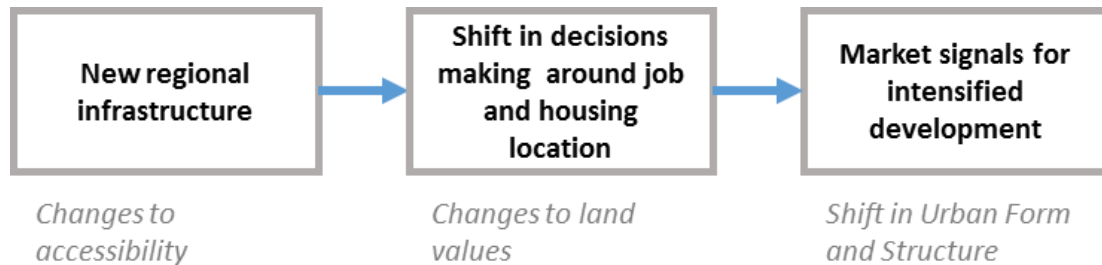 New regional
infrastructure
Shift in decisions
making around job
and housing
location
Market signals for
intensified
development
Changes to
accessibility
Changes to land
values
Shift in Urban Form
and Structure